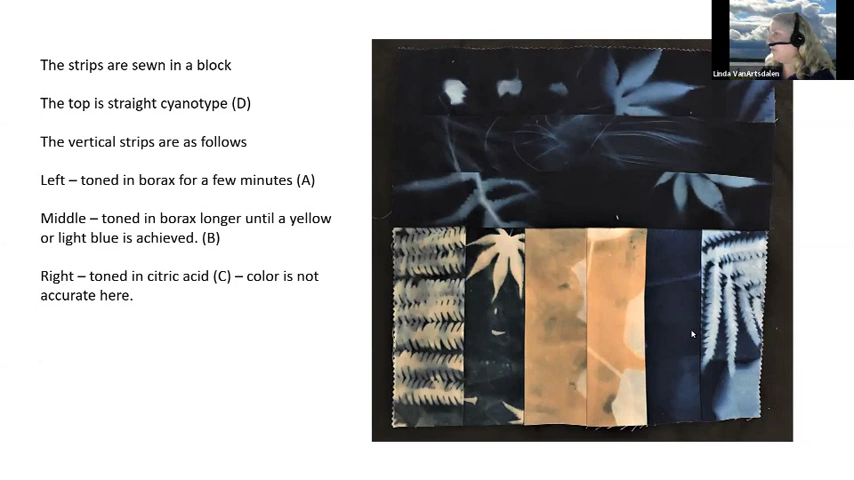 The strips are sewn in a block
The top is straight cyanotype (D)
The vertical strips are as follows
Left – toned in borax for a few minutes (A)
Middle – toned in borax longer until a yellow
or light blue is achieved. (B)
Right – toned in citric acid (C) – color is not
accurate here.
Linda VanArtsdalen